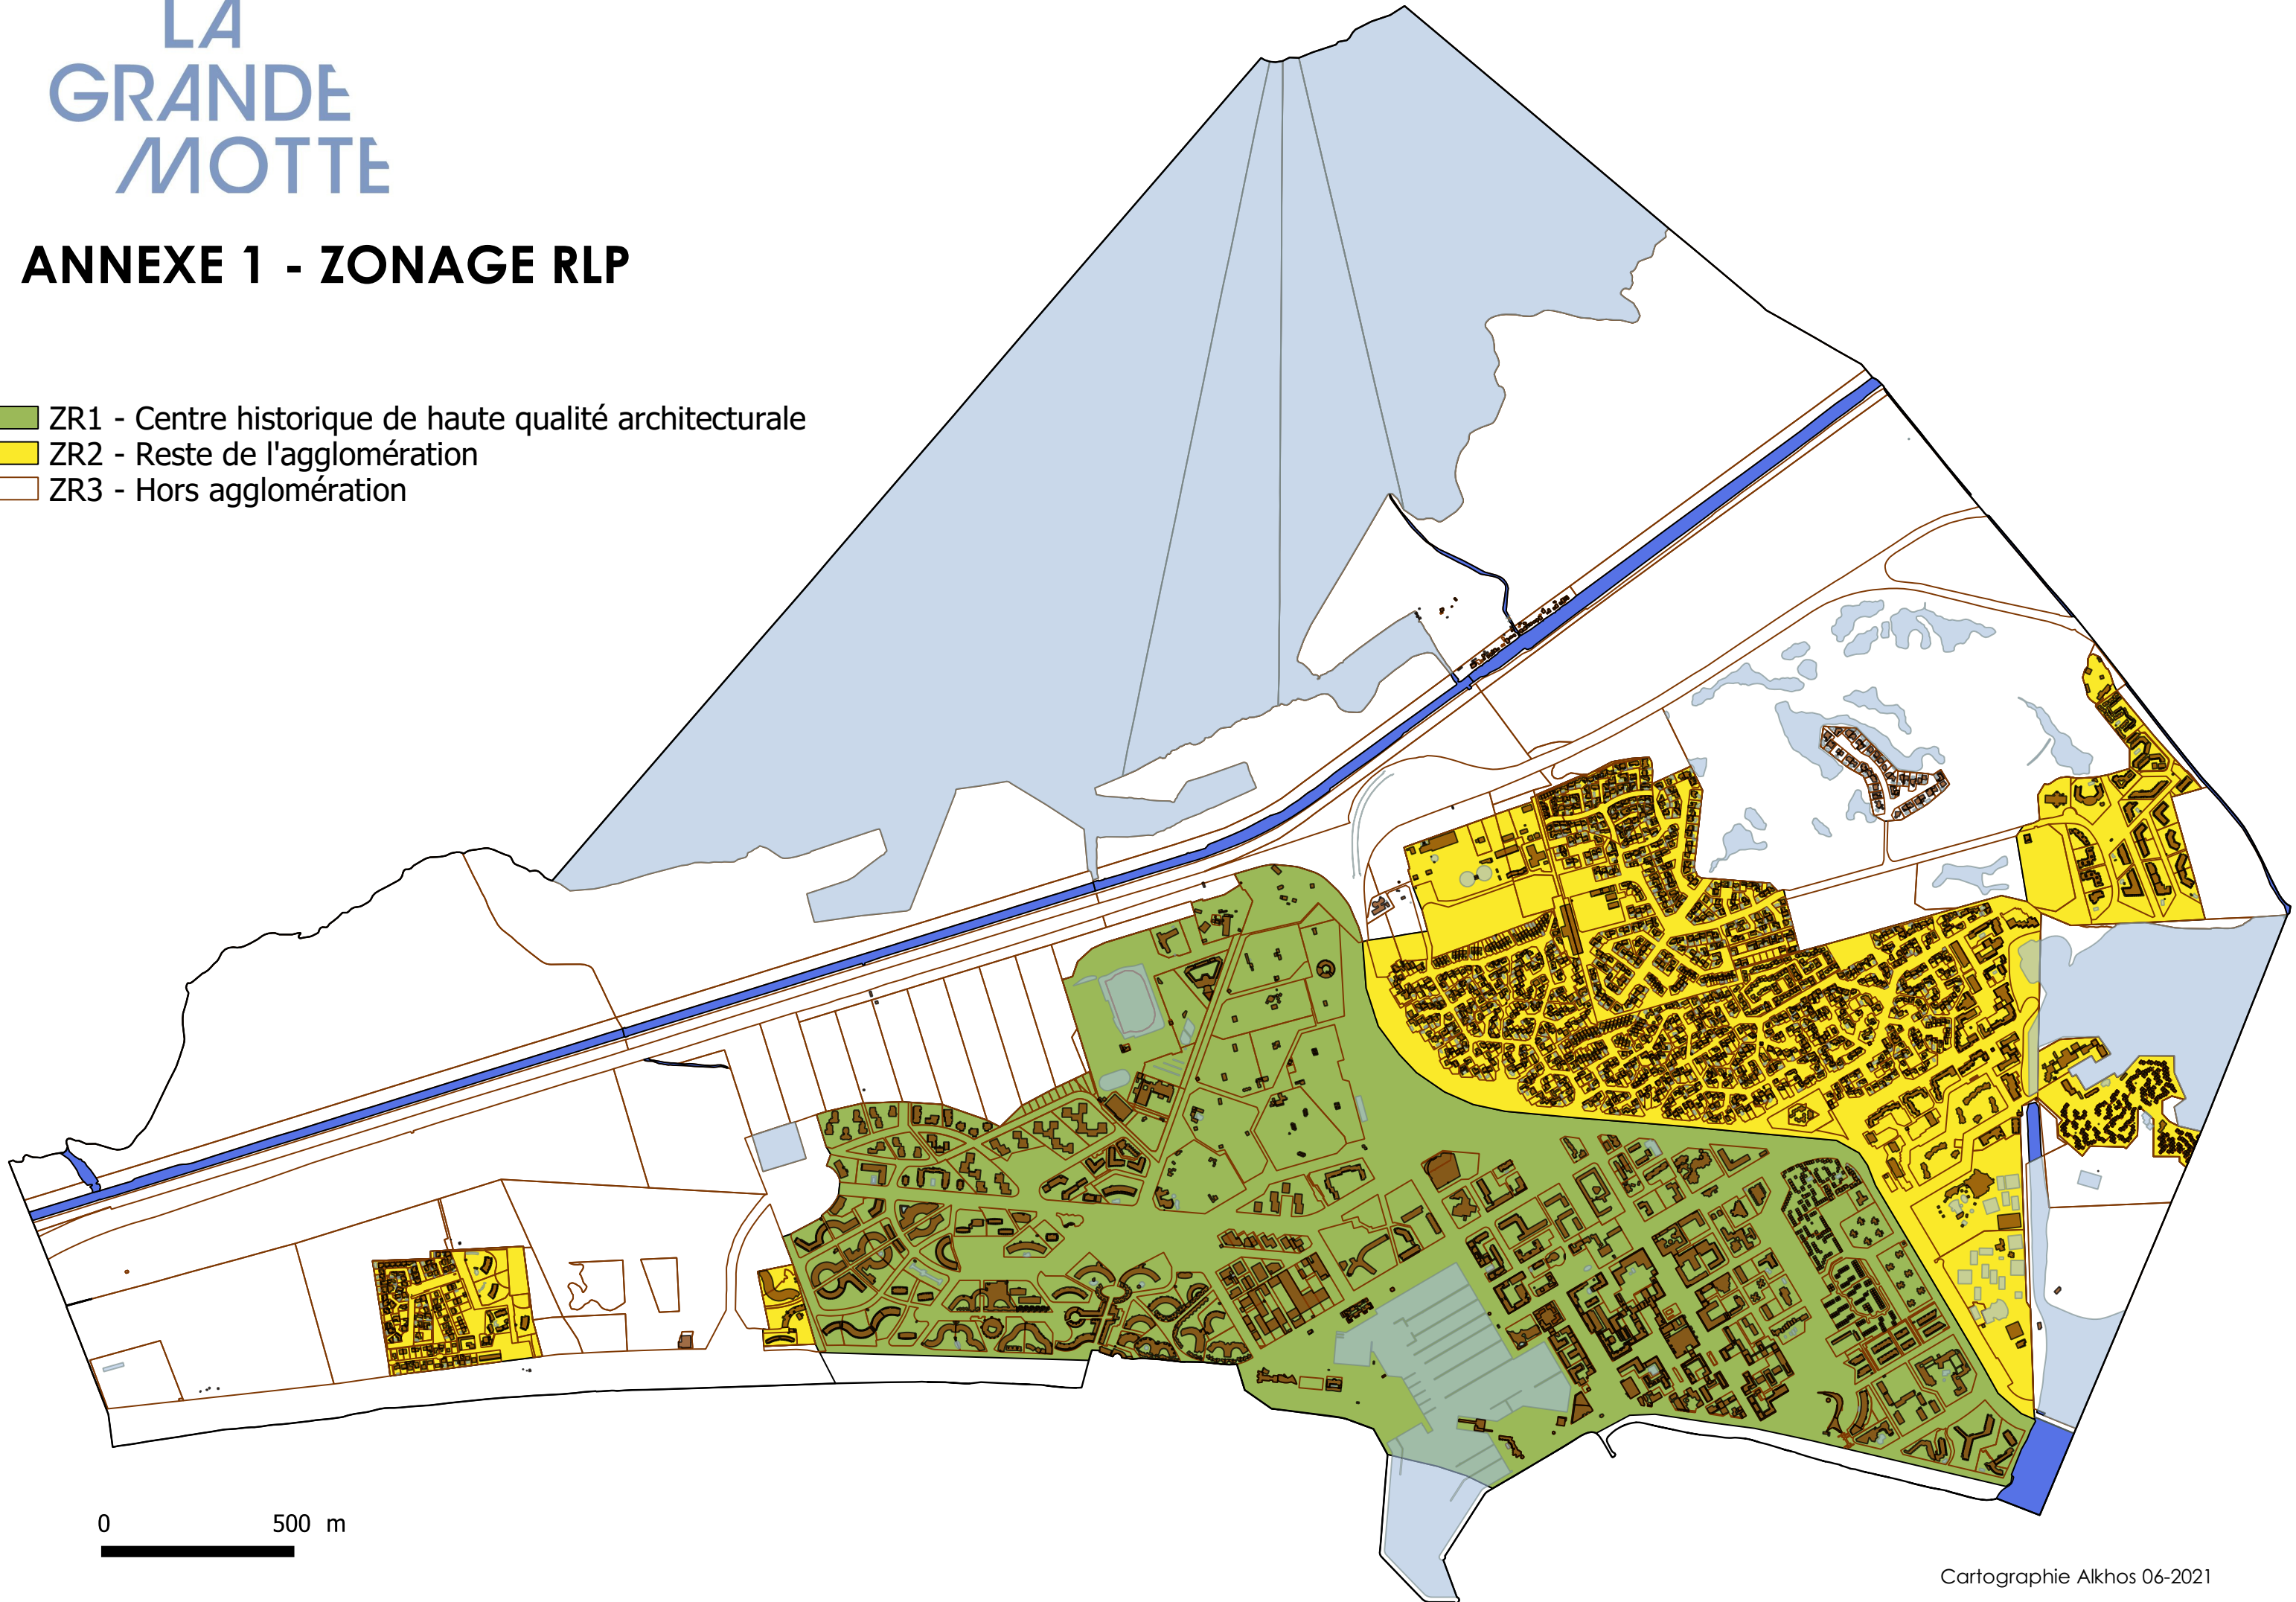 LA
GRANDE
MOTTE
ANNEXE 1 - ZONAGE RLP
ZR1 - Centre historique de haute qualité architecturale
ZR2 - Reste de l'agglomération
ZR3 - Hors agglomération
0 500 m
Cartographie Alkhos 06-2021